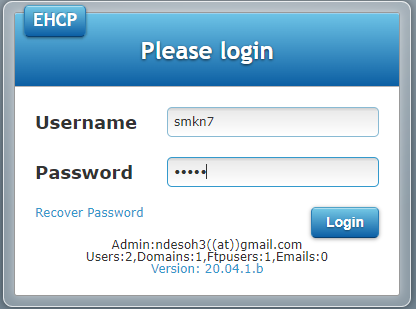 EHCP
Please login
Username
smkn7
Password
•••••
Recover Password
Login
Admin:ndesoh3((at))gmail.com
Users:2,Domains:1,Ftpusers:1,Emails:0
Version: 20.04.1.b